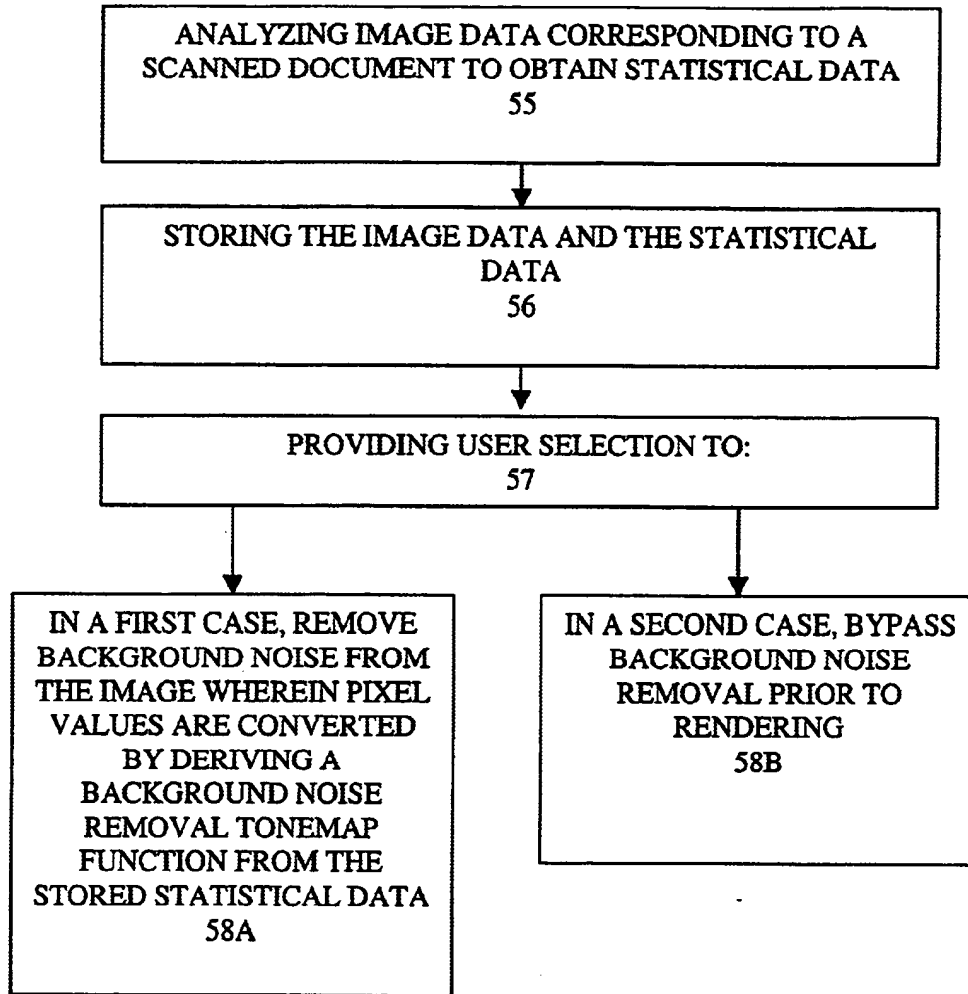 ANALYZING IMAGE DATA CORRESPONDING TO A
SCANNED DOCUMENT TO OBTAIN STATISTICAL DATA
55
STORING THE IMAGE DATA AND THE STATISTICAL
DATA
56
PROVIDING USER SELECTION TO:
57
IN A FIRST CASE, REMOVE
BACKGROUND NOISE FROM
THE IMAGE WHEREIN PIXEL
VALUES ARE CONVERTED
BY DERIVING A
BACKGROUND NOISE
REMOVAL TONEMAP
FUNCTION FROM THE
STORED STATISTICAL DATA
58A
IN A SECOND CASE, BYPASS
BACKGROUND NOISE
REMOVAL PRIOR TO
RENDERING
58B